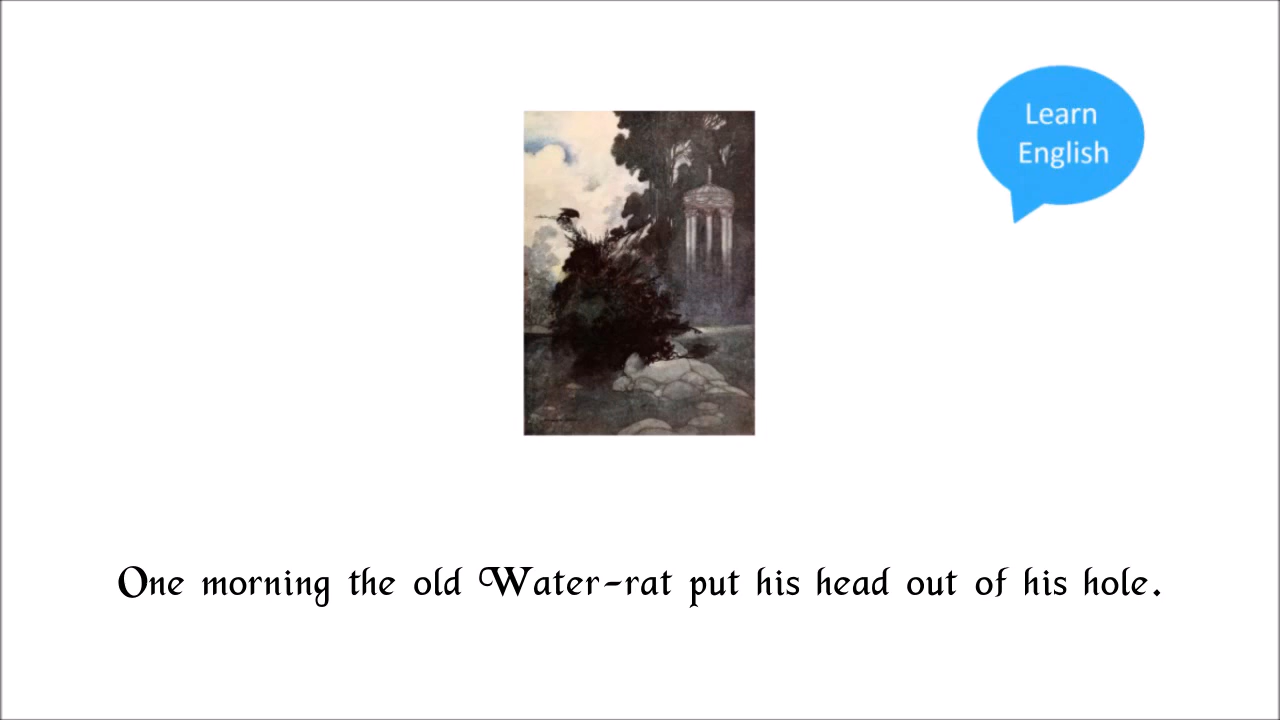 Learn
English
One morning the old Water-rat put his head out of his hole.